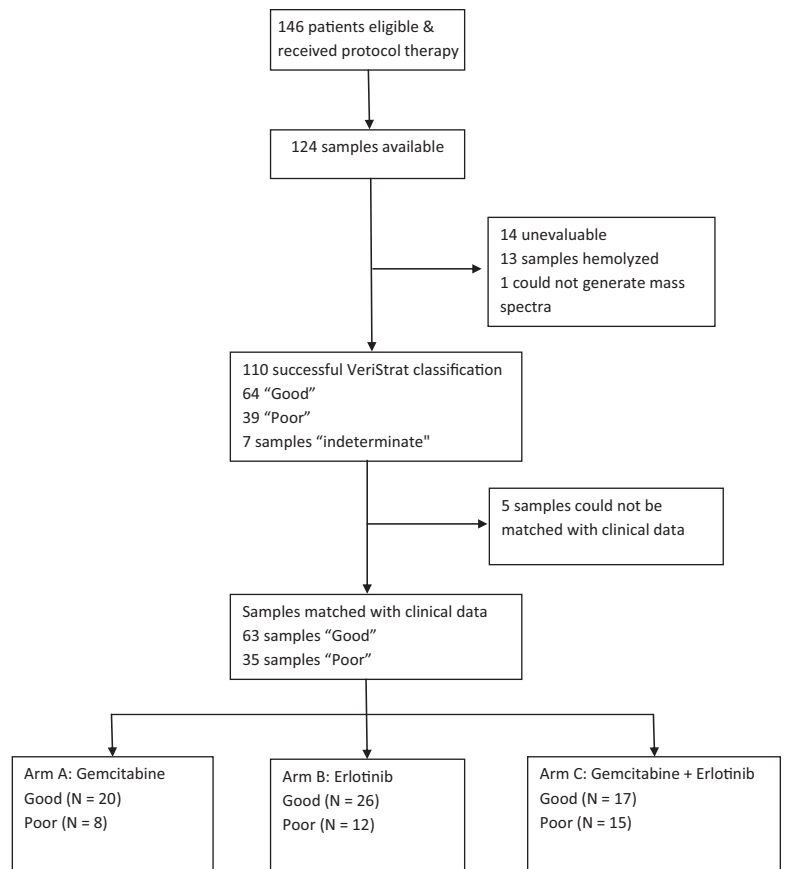 146 patients eligible &
received protocol therapy
124 samples available
14 unevaluable
13 samples hemolyzed
1 could not generate mass
spectra
110 successful VeriStrat classification
64 “Good”
39 “Poor”
7 samples “indeterminate"
5 samples could not be
matched with clinical data
Samples matched with clinical data
63 samples “Good”
35 samples “Poor”
Arm A: Gemcitabine
Good (N = 20)
Poor (N = 8)
Arm B: Erlotinib
Good (N = 26)
Poor (N = 12)
Arm C: Gemcitabine + Erlotinib
Good (N = 17)
Poor (N = 15)